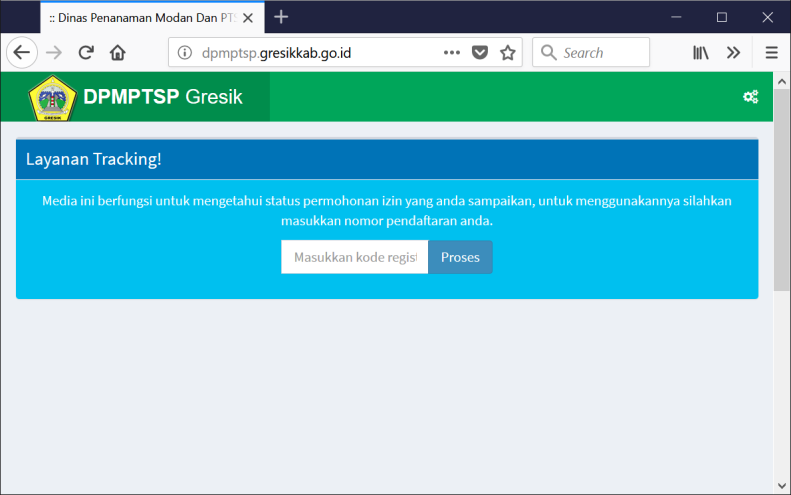 :: Dinas Penanaman Modan Dan PTS
dpmptsp.gresikkab.go.id
Search
GRESIK
DPMPTSP Gresik
Layanan Tracking!
Media ini berfungsi untuk mengetahui status permohonan izin yang anda sampaikan, untuk menggunakannya silahkan
masukkan nomor pendaftaran anda.
Masukkan kode regist
Proses